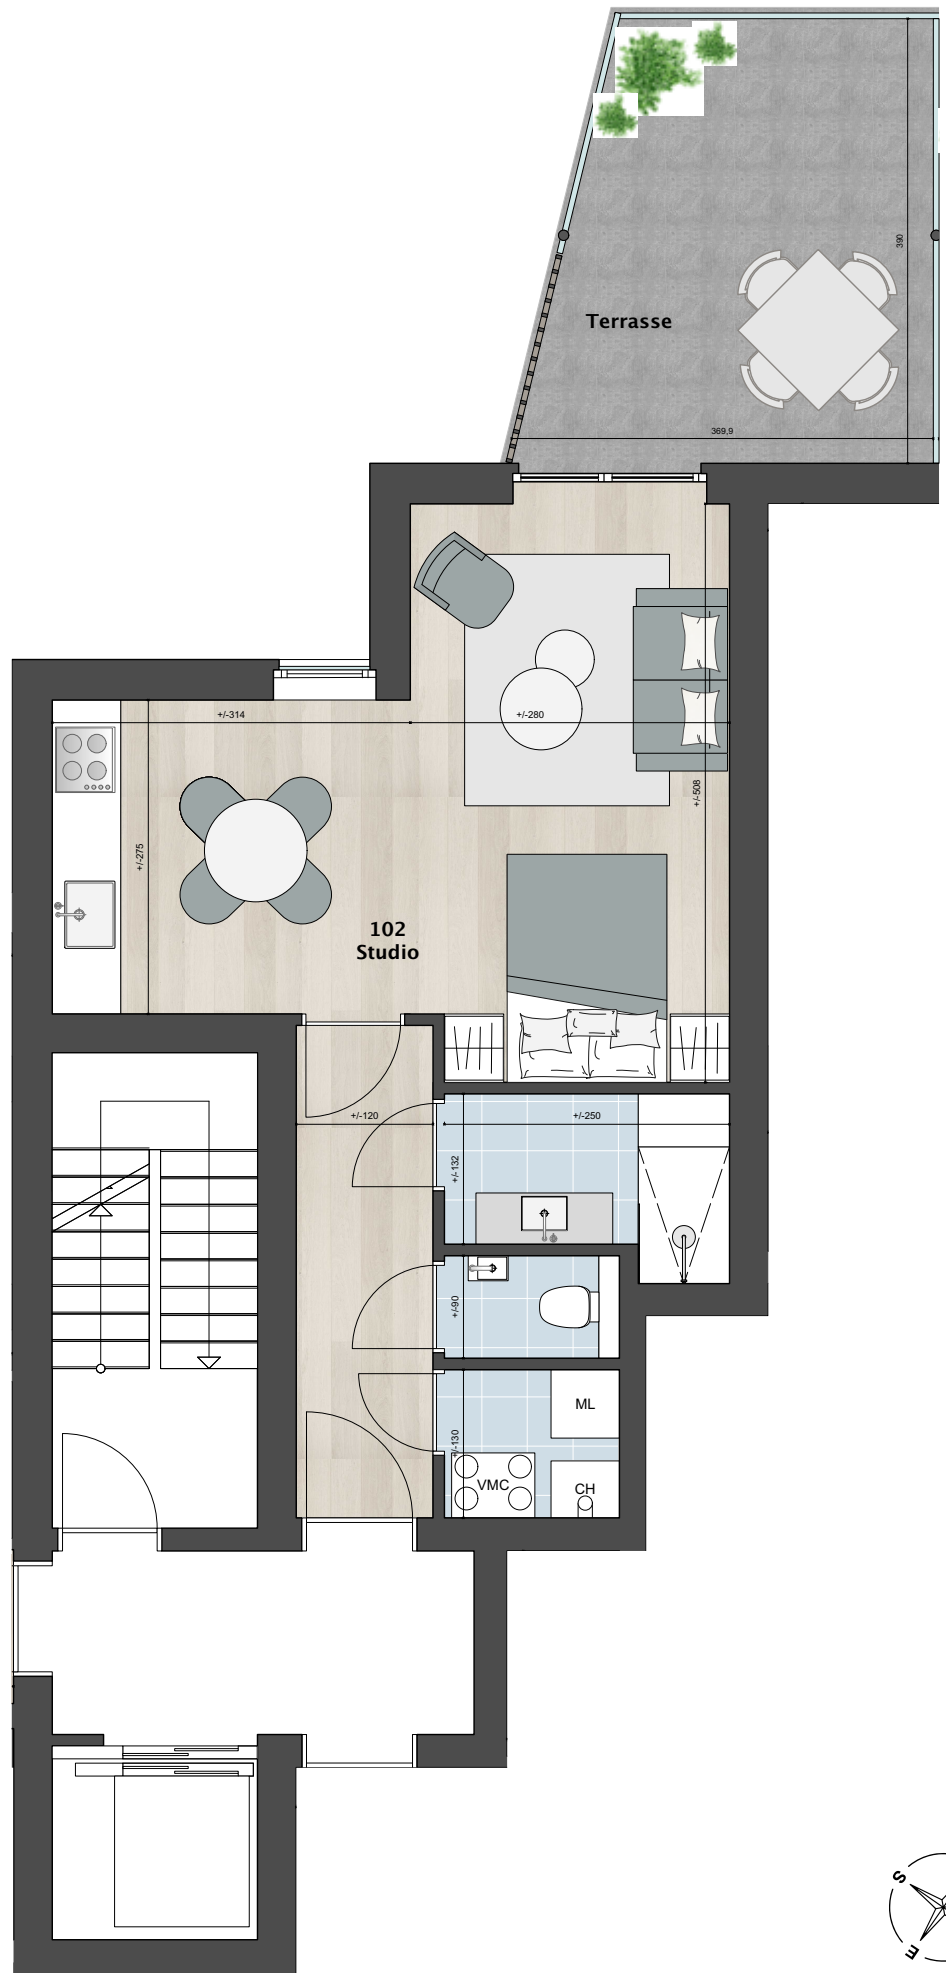 390
Terrasse
369,9
+/-314
+/-280
+/-508
+/-275
102
Studio
+/-120
+/-250
+/-132
+/-90
ML
+/-130
VMC
CH
S
E